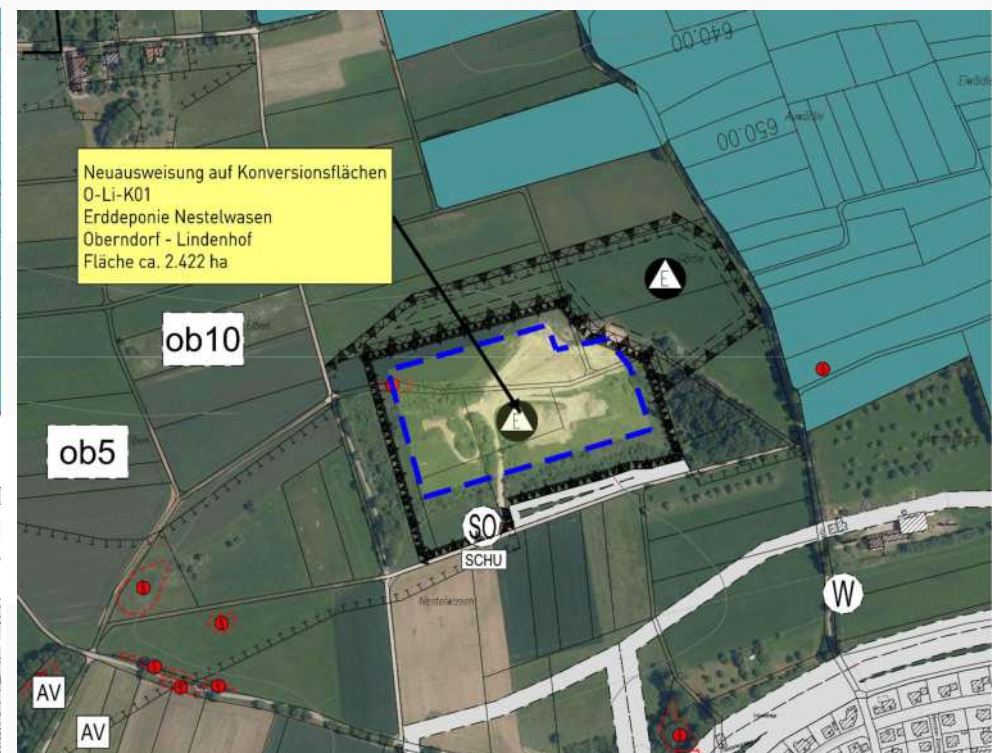 640.00
650.00
Neuausweisung auf Konversionsflächen
O-Li-K01
Erddeponie Nestelwasen
Oberndorf - Lindenhof
Fläche ca. 2.422 ha
E
ob10
ob5
E
SO
SCHU
Nestelwasen
W
AV
AV